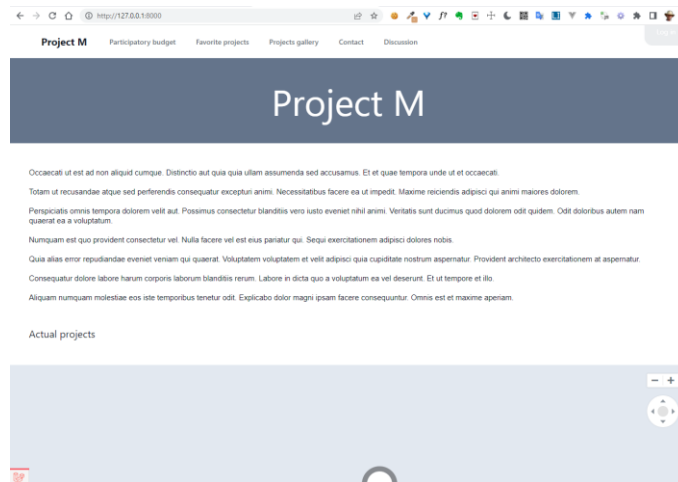 http://127.0.0.1:8000
Project M Participatory budget Favorite projects Projects gallery Contact Discussion Log in
Project M
Occaecati ut est ad non aliquid cumque. Distinctio aut quia quia ullam assumenda sed accusamus. Et et quae tempora unde ut et occaecati.
Totam ut recusandae atque sed perferendis consequatur excepturi animi. Necessitatibus facere ea ut impedit. Maxime reiciendis adipisci qui animi maiores dolorem.
Perspiciatis omnis tempora dolorem velit aut. Possimus consectetur blanditiis vero iusto eveniet nihil animi. Veritatis sunt ducimus quod dolorem odit quidem. Odit doloribus autem nam
quaerat ea a voluptatum.
Numquam est quo provident consectetur vel. Nulla facere vel est eius pariatur qui. Sequi exercitationem adipisci dolores nobis.
Quia alias error repudiandae eveniet veniam qui quaerat. Voluptatem voluptatem et velit adipisci quia cupiditate nostrum aspernatur. Provident architecto exercitationem at aspernatur.
Consequatur dolore labore harum corporis laborum blanditiis rerum. Labore in dicta quo a voluptatum ea vel deserunt. Et ut tempore et illo.
Aliquam numquam molestiae eos iste temporibus tenetur odit. Explicabo dolor magni ipsam facere consequuntur. Omnis est et maxime aperiam.
Actual projects